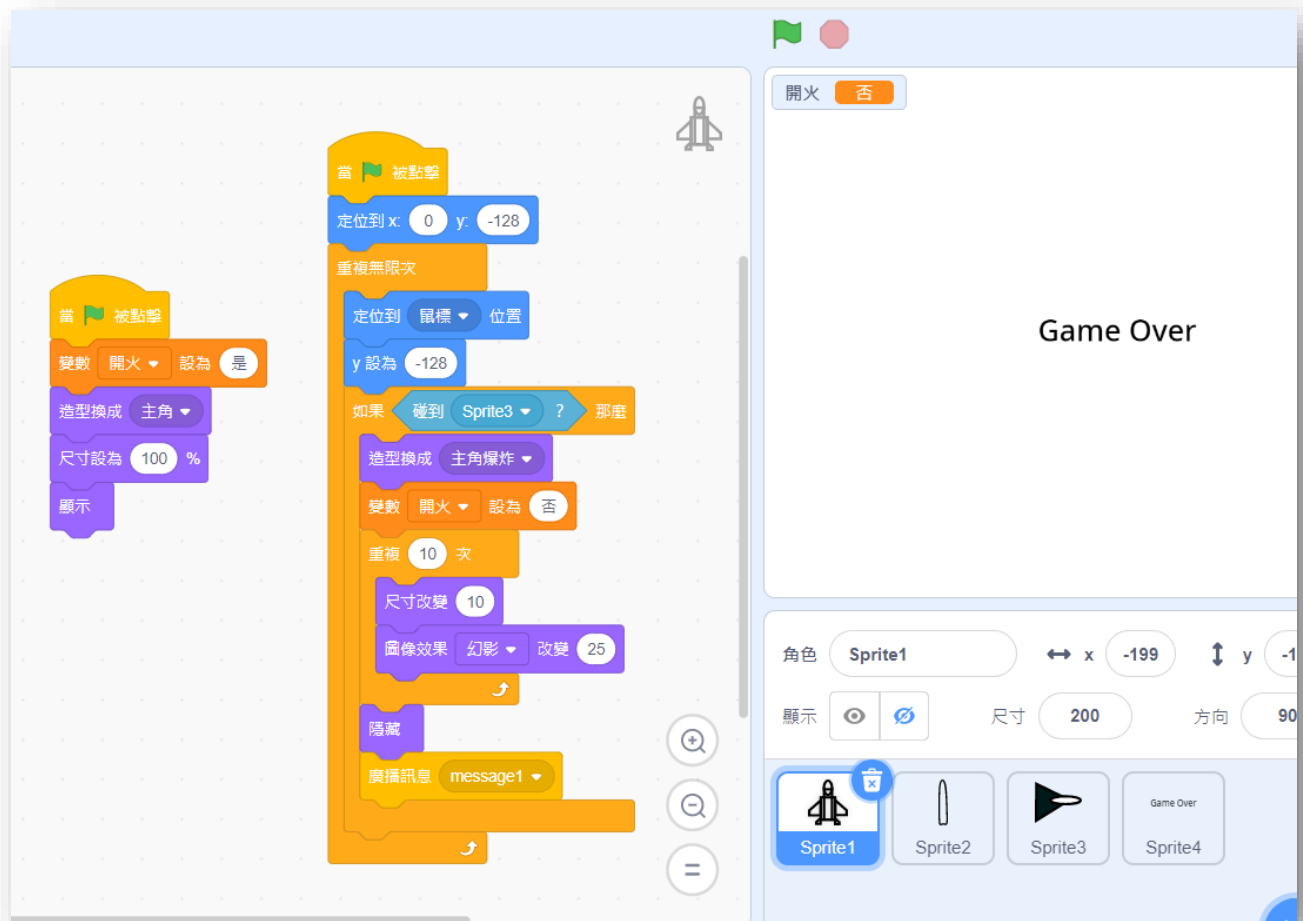 當 被點擊
變數 開火 設為 是
造型換成 主角
尺寸設為 100 %
顯示
當 被點擊
定位到 x: 0 y: -128
重複無限次
定位到 鼠標 位置
y 設為 -128
如果 碰到 Sprite3 ? 那麼
造型換成 主角爆炸
變數 開火 設為 否
重複 10 次
尺寸改變 10
圖像效果 幻影 改變 25
隱藏
廣播訊息 message1
開火 否
Game Over
角色 Sprite1 x -199 y -1
顯示 尺寸 200 方向 90
Game Over
Sprite1 Sprite2 Sprite3 Sprite4